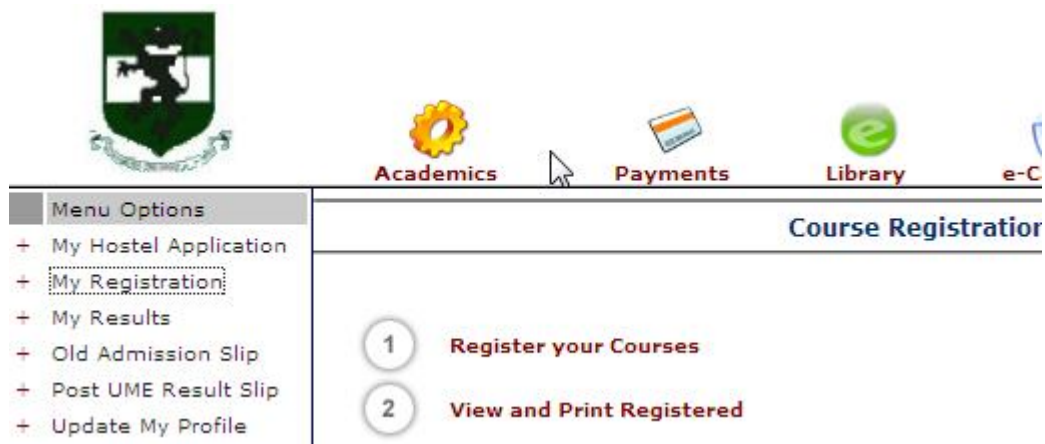 Academics
Payments
Library
e-C
Menu Options
+ My Hostel Application
+ My Registration
+ My Results
+ Old Admission Slip
+ Post UME Result Slip
+ Update My Profile
Course Registration
1 Register your Courses
2 View and Print Registered